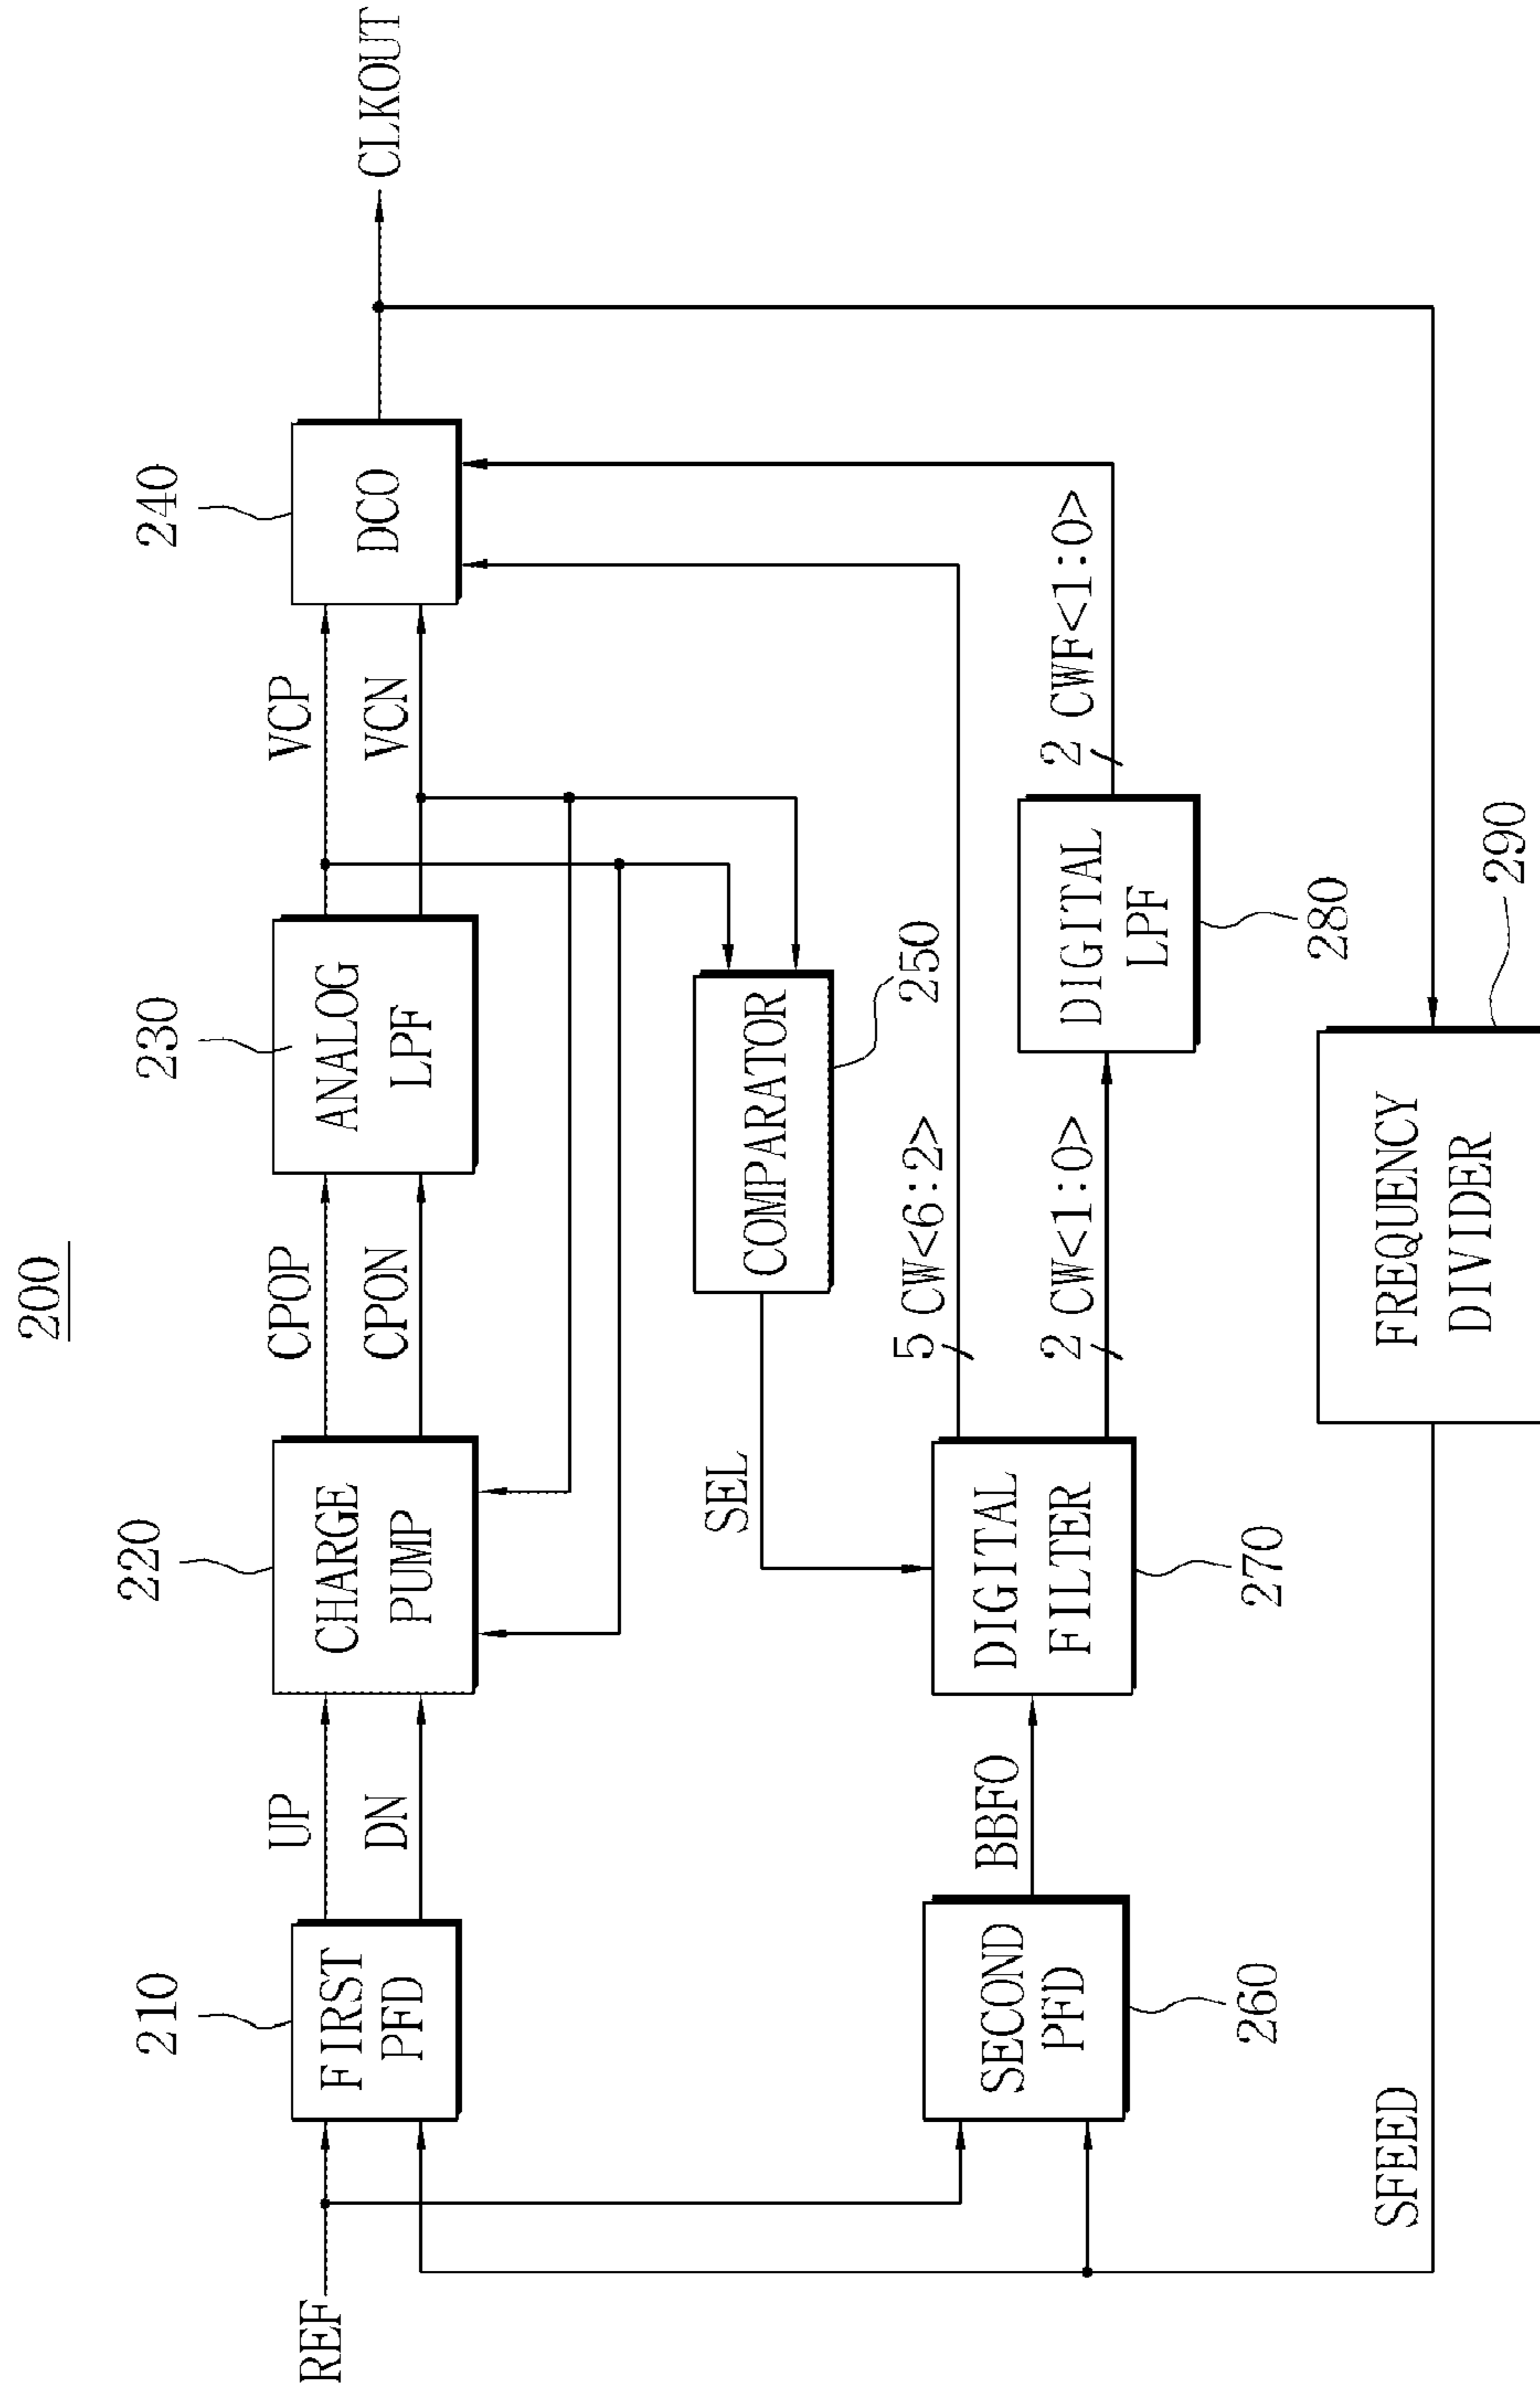 200
210
220
230
240
REF
FIRST
PFD
UP
DN
CHARGE
PUMP
CPOP
CPON
ANALOG
LPF
VCP
VCN
DCO
CLKOUT
SEL
COMPARATOR
250
SECOND
PFD
260
BBFO
DIGITAL
FILTER
270
5 CW<6:2>
2 CW<1:0>
DIGITAL
LPF
280
2 CWF<1:0>
SFEED
FREQUENCY
DIVIDER
290